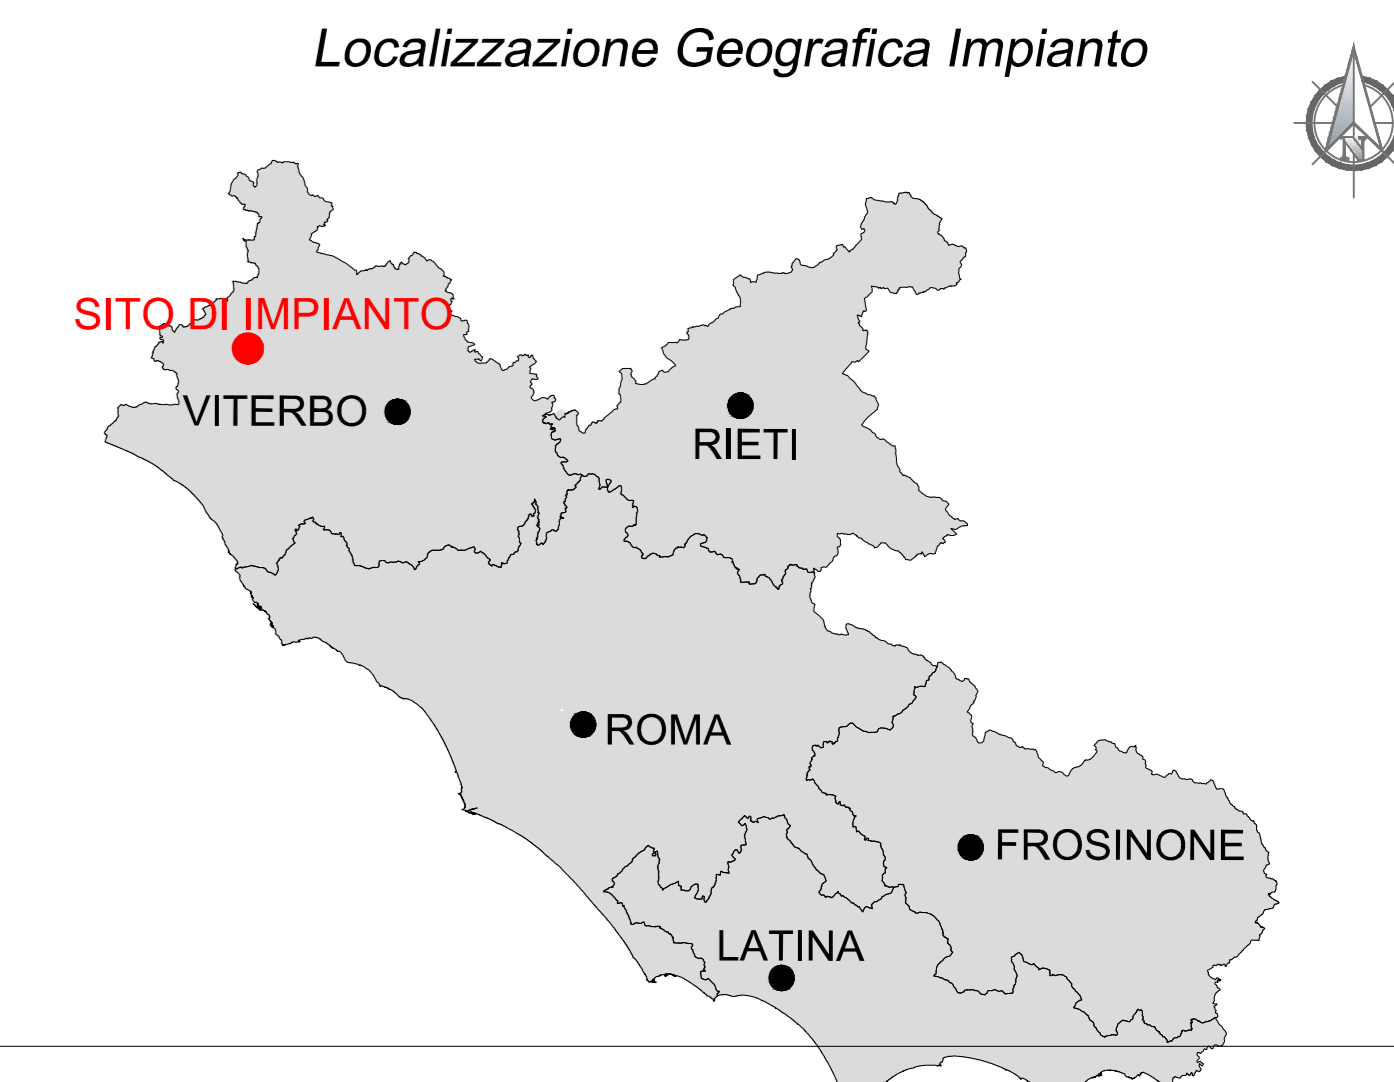 Localizzazione Geografica Impianto
N
SITO DI IMPIANTO
VITERBO
RIETI
ROMA
FROSINONE
LATINA